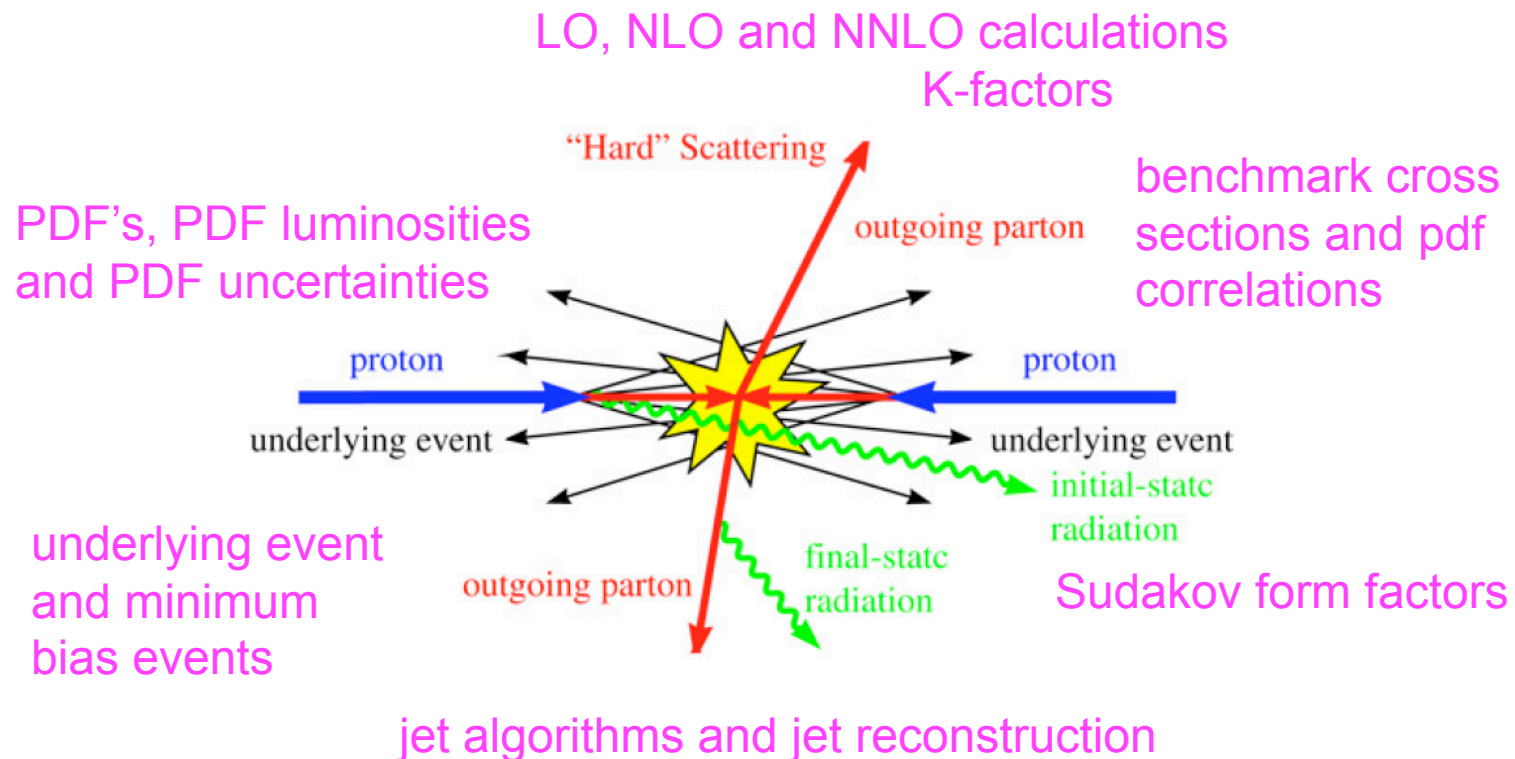 LO, NLO and NNLO calculations
K-factors
“Hard” Scattering
benchmark cross
sections and pdf
correlations
PDF's, PDF luminosities
and PDF uncertainties
outgoing parton
proton
proton
underlying event
underlying event
initial-statc
radiation
underlying event
and minimum
bias events
outgoing parton
final-statc
radiation
Sudakov form factors
jet algorithms and jet reconstruction